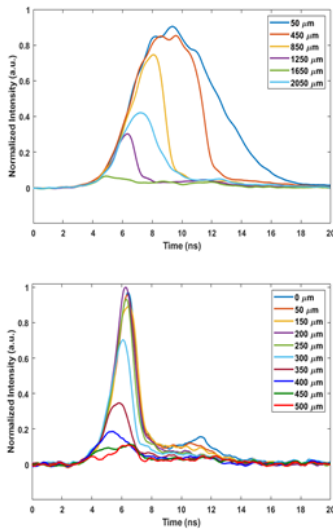 Normalized Intensity (a.u.)
1
0.8
0.6
0.4
0.2
0
50 μm
450 μm
850 μm
1250 μm
1650 μm
2050 μm
0 2 4 6 8 10 12 14 16 18 20
Time (ns)
Normalized Intensity (a.u.)
1
0.8
0.6
0.4
0.2
0
0 μm
50 μm
150 μm
200 μm
250 μm
300 μm
350 μm
400 μm
450 μm
500 μm
0 2 4 6 8 10 12 14 16 18 20
Time (ns)